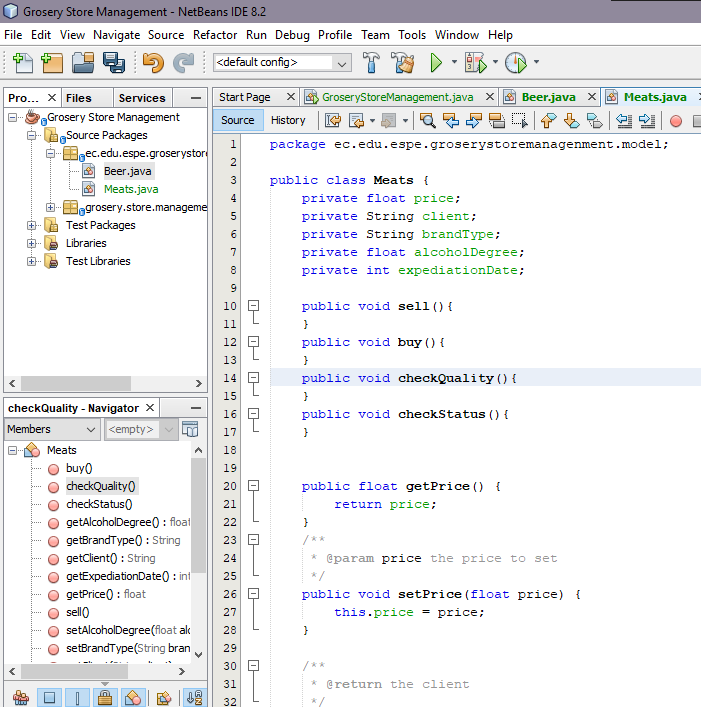 Grosery Store Management - NetBeans IDE 8.2
File Edit View Navigate Source Refactor Run Debug Profile Team Tools Window Help
<default config>
Pro... Files Services
Grosery Store Management
Source Packages
ec.edu.espe.groserystor
Beer.java
Meats.java
grosery.store.manageme
Test Packages
Libraries
Test Libraries
checkQuality - Navigator
Members <empty>
Meats
buy()
checkQuality()
checkStatus()
getAlcoholDegree() : float
getBrandType() : String
getClient() : String
getExpediationDate() : int
getPrice() : float
sell()
setAlcoholDegree(float alc
setBrandType(String bran
Start Page GroseryStoreManagement.java Beer.java Meats.java
Source History
1 package ec.edu.espe.groserystoremanagenment.model;
2
3 public class Meats {
4 private float price;
5 private String client;
6 private String brandType;
7 private float alcoholDegree;
8 private int expediationDate;
9
10 public void sell(){
11 }
12 public void buy(){
13 }
14 public void checkQuality(){
15 }
16 public void checkStatus(){
17 }
18
19
20 public float getPrice() {
21 return price;
22 }
23 /**
24 * @param price the price to set
25 */
26 public void setPrice(float price) {
27 this.price = price;
28 }
29
30 /**
31 * @return the client
32 */